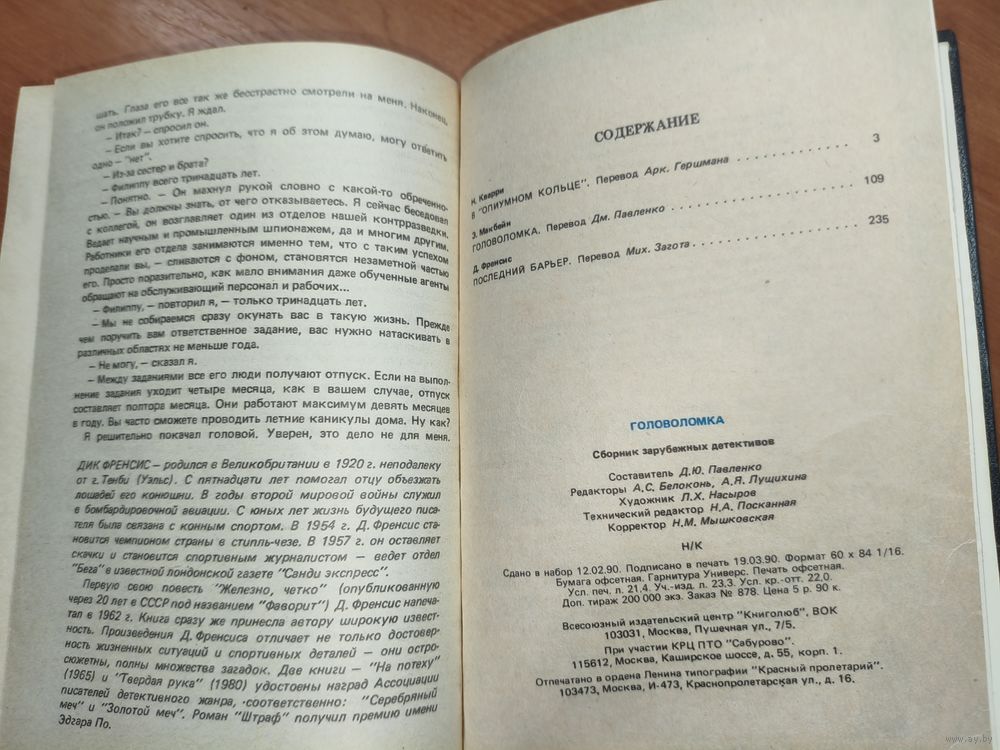 шать. Глаза его все так же бесстрастно смотрели на меня. Наконец,
он положил трубку. Я ждал.
– Итак? – спросил он.
– Если вы хотите спросить, что я об этом думаю, могу ответить
одно – "нет".
– Из-за сестер и брата?
– Филиппу всего тринадцать лет.
– Понятно. – Он махнул рукой словно с какой-то обреченно-
стью. – Вы должны знать, от чего отказываетесь. Я сейчас беседовал
с коллегой, он возглавляет один из отделов нашей контрразведки.
Ведает научным и промышленным шпионажем, да и многим другим.
Работники его отдела занимаются именно тем, что с таким успехом
проделали вы, – сливаются с фоном, становятся незаметной частью
его. Просто поразительно, как мало внимания даже обученные агенты
обращают на обслуживающий персонал и рабочих...
– Филиппу, – повторил я, – только тринадцать лет.
– Мы не собираемся сразу окунать вас в такую жизнь. Прежде
чем поручить вам ответственное задание, вас нужно натаскивать в
различных областях не меньше года.
– Не могу, – сказал я.
– Между заданиями все его люди получают отпуск. Если на выпол-
нение задания уходит четыре месяца, как в вашем случае, отпуск
составляет полтора месяца. Они работают максимум девять месяцев
в году. Вы часто сможете проводить летние каникулы дома. Ну как?
Я решительно покачал головой. Уверен, это дело не для меня.
ДИК ФРЕНСИС – родился в Великобритании в 1920 г. неподалеку
от г. Тенби (Уэльс). С пятнадцати лет помогал отцу объезжать
лошадей его конюшни. В годы второй мировой войны служил
в бомбардировочной авиации. С юных лет жизнь будущего писа-
теля была связана с конным спортом. В 1954 г. Д. Френсис ста-
новится чемпионом страны в стипль-чезе. В 1957 г. он оставляет
скачки и становится спортивным журналистом – ведет отдел
"Бега" в известной лондонской газете "Санди экспресс".
Первую свою повесть "Железно, четко" (опубликованную
через 20 лет в СССР под названием "Фаворит") Д. Френсис напеча-
тал в 1962 г. Книга сразу же принесла автору широкую извест-
ность. Произведения Д. Френсиса отличает не только достовер-
ность жизненных ситуаций и спортивных деталей – они остро-
сюжетны, полны множества загадок. Две книги – "На потеху"
(1965) и "Твердая рука" (1980) удостоены наград Ассоциации
писателей детективного жанра, соответственно: "Серебряный
меч" и "Золотой меч". Роман "Штраф" получил премию имени
Эдгара По.
СОДЕРЖАНИЕ
Н. Кварри
В "ОПИУМНОМ КОЛЬЦЕ". Перевод Арк. Гершмана . . . . . . . . . . . . 3
Э. Макбейн
ГОЛОВОЛОМКА. Перевод Дм. Павленко . . . . . . . . . . . . . . . . . . 109
Д. Френсис
ПОСЛЕДНИЙ БАРЬЕР. Перевод Мих. Загота . . . . . . . . . . . . . . . . 235
ГОЛОВОЛОМКА
Сборник зарубежных детективов
Составитель Д.Ю. Павленко
Редакторы А.С. Белоконь, А.Я. Лущихина
Художник Л.Х. Насыров
Технический редактор Н.А. Посканная
Корректор Н.М. Мышковская
Н/К
Сдано в набор 12.02.90. Подписано в печать 19.03.90. Формат 60 х 84 1/16.
Бумага офсетная. Гарнитура Универс. Печать офсетная.
Усл. печ. л. 21.4. Уч.-изд. л. 23,3. Усл. кр.-отт. 22,0.
Доп. тираж 200 000 экз. Заказ № 878. Цена 5 р. 90 к.
Всесоюзный издательский центр "Книголюб", ВОК
103031, Москва, Пушечная ул., 7/5.
При участии КРЦ ПТО "Сабурово".
115612, Москва, Каширское шоссе, д. 55, корп. 1.
Отпечатано в ордена Ленина типографии "Красный пролетарий".
103473, Москва, И-473, Краснопролетарская ул., д. 16.
www.ay.by